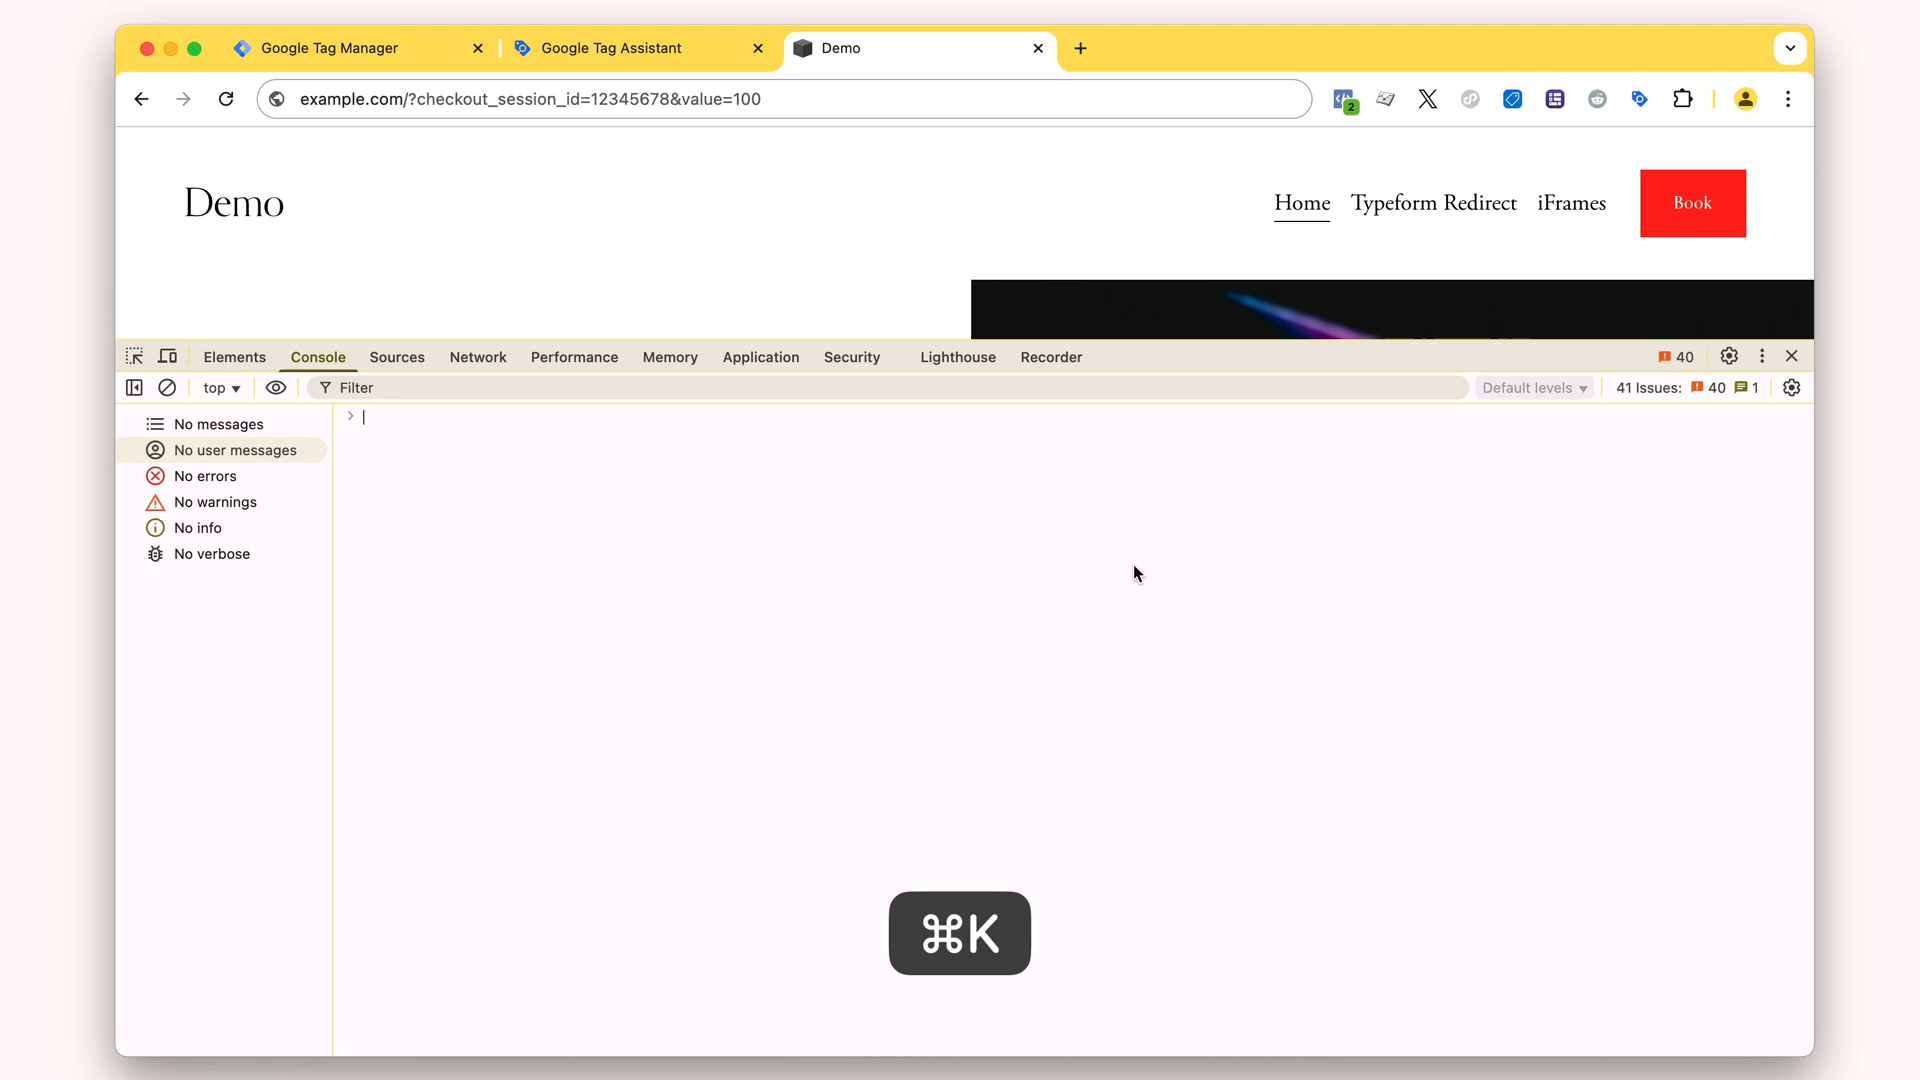 Google Tag Manager
Google Tag Assistant
Demo
example.com/?checkout_session_id=12345678&value=100
2
Demo
Home
Typeform Redirect
iFrames
Book
Elements
Console
Sources
Network
Performance
Memory
Application
Security
Lighthouse
Recorder
40
top
Filter
Default levels
41 Issues:
40
1
No messages
No user messages
No errors
No warnings
No info
No verbose
⌘K